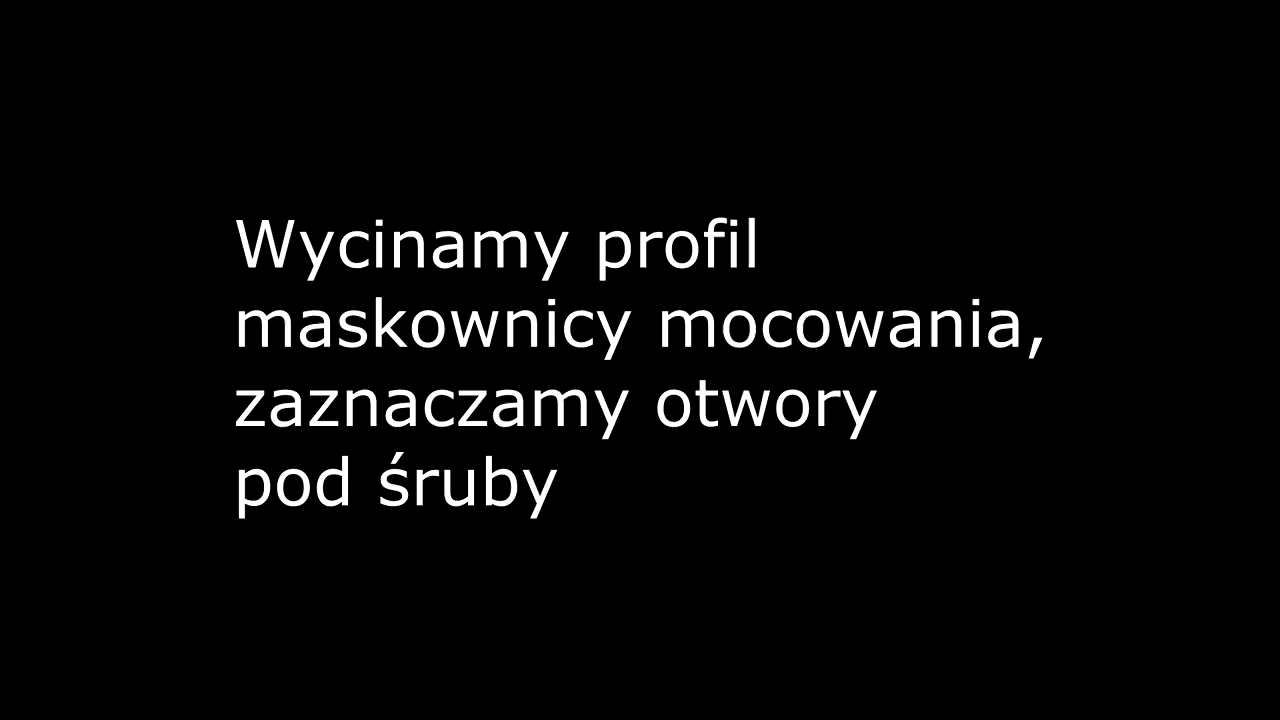 Wycinamy profil
maskownicy mocowania,
zaznaczamy otwory
pod śruby